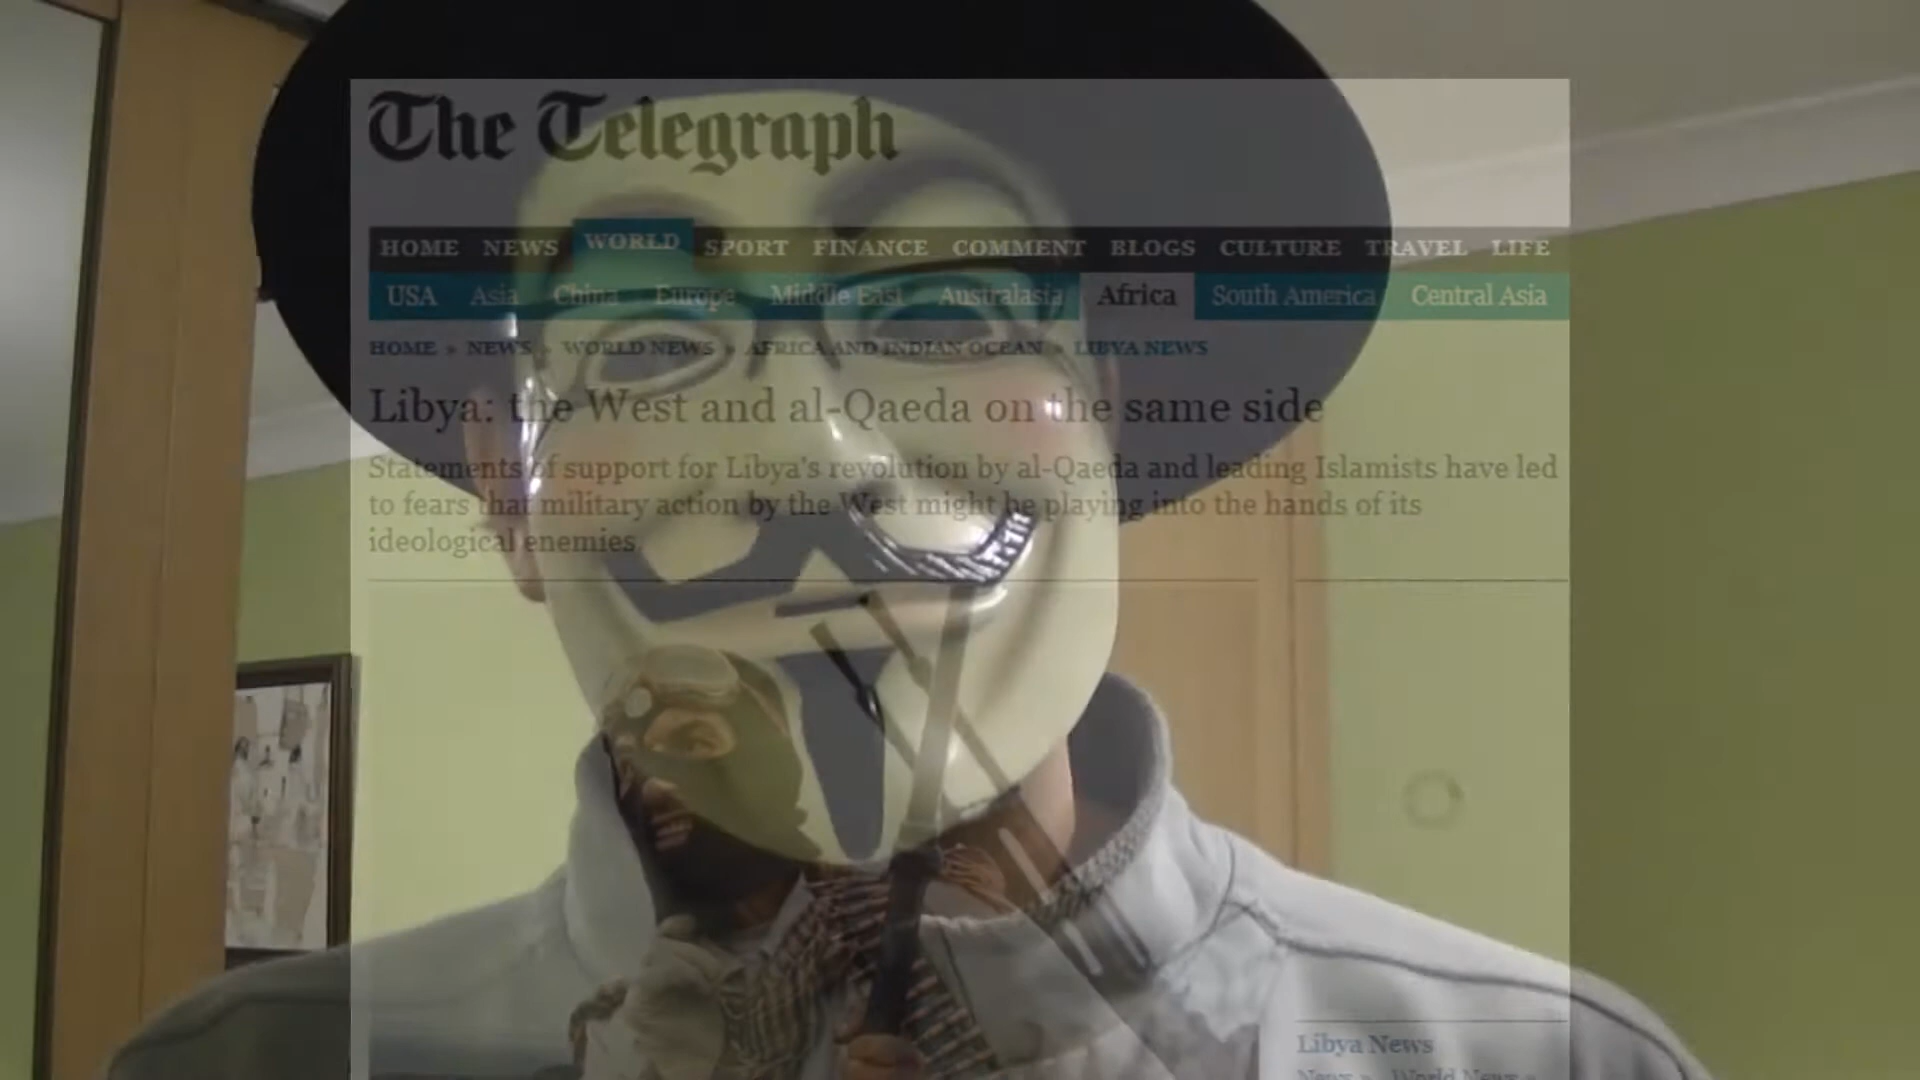 The Telegraph
HOME NEWS WORLD SPORT FINANCE COMMENT BLOGS CULTURE TRAVEL LIFE
USA Asia China Europe Middle East Australasia Africa South America Central Asia
HOME » NEWS » WORLD NEWS » AFRICA AND INDIAN OCEAN » LIBYA NEWS
Libya: the West and al-Qaeda on the same side
Statements of support for Libya's revolution by al-Qaeda and leading Islamists have led
to fears that military action by the West might be playing into the hands of its
ideological enemies.
Libya News
News » World News »